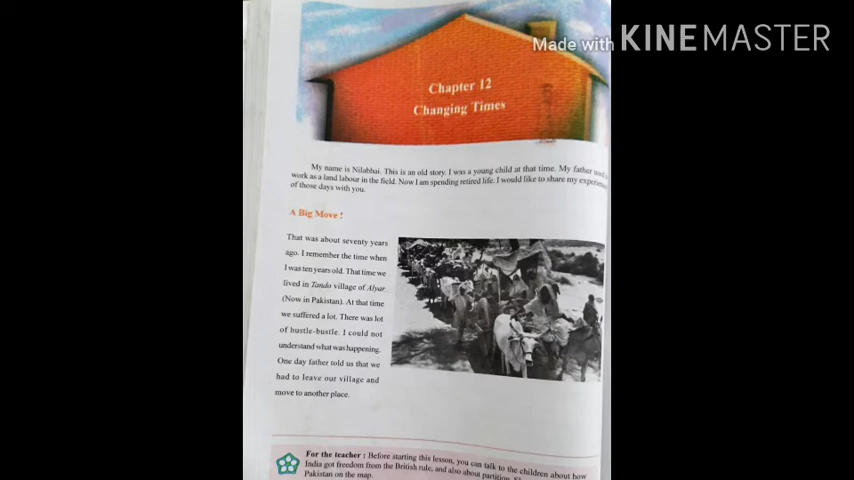 Made with KINEMASTER
Chapter 12
Changing Times
My name is Nilabhai. This is an old story. I was a young child at that time. My father used
work as a land labour in the field. Now I am spending retired life. I would like to share my
of those days with you.
A Big Move !
That was about seventy years
ago. I remember the time when
I was ten years old. That time we
lived in Tando village of Alyar
(Now in Pakistan). At that time
we suffered a lot. There was lot
of hustle-bustle. I could not
understand what was happening.
One day father told us that we
had to leave our village and
move to another place.
For the teacher : Before starting this lesson, you can talk to the children about how
India got freedom from the British rule, and also about partition.
Pakistan on the map.